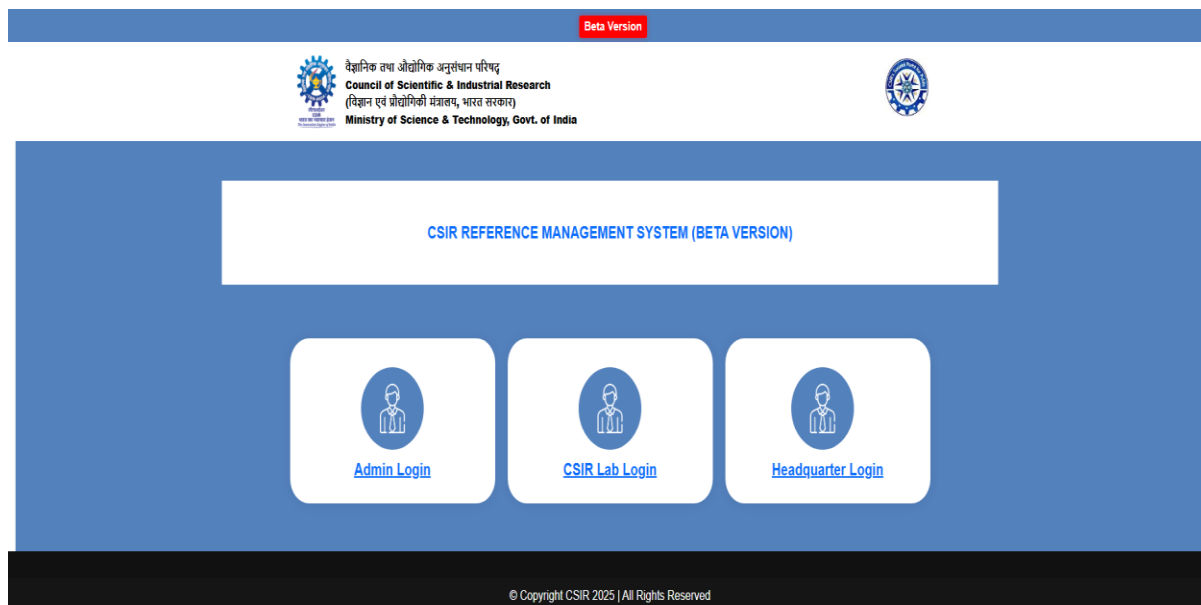 Beta Version
वैज्ञानिक तथा औद्योगिक अनुसंधान परिषद्
Council of Scientific & Industrial Research
(विज्ञान एवं प्रौद्योगिकी मंत्रालय, भारत सरकार)
Ministry of Science & Technology, Govt. of India
CSIR
CSIR REFERENCE MANAGEMENT SYSTEM (BETA VERSION)
Admin Login
CSIR Lab Login
Headquarter Login
© Copyright CSIR 2025 | All Rights Reserved